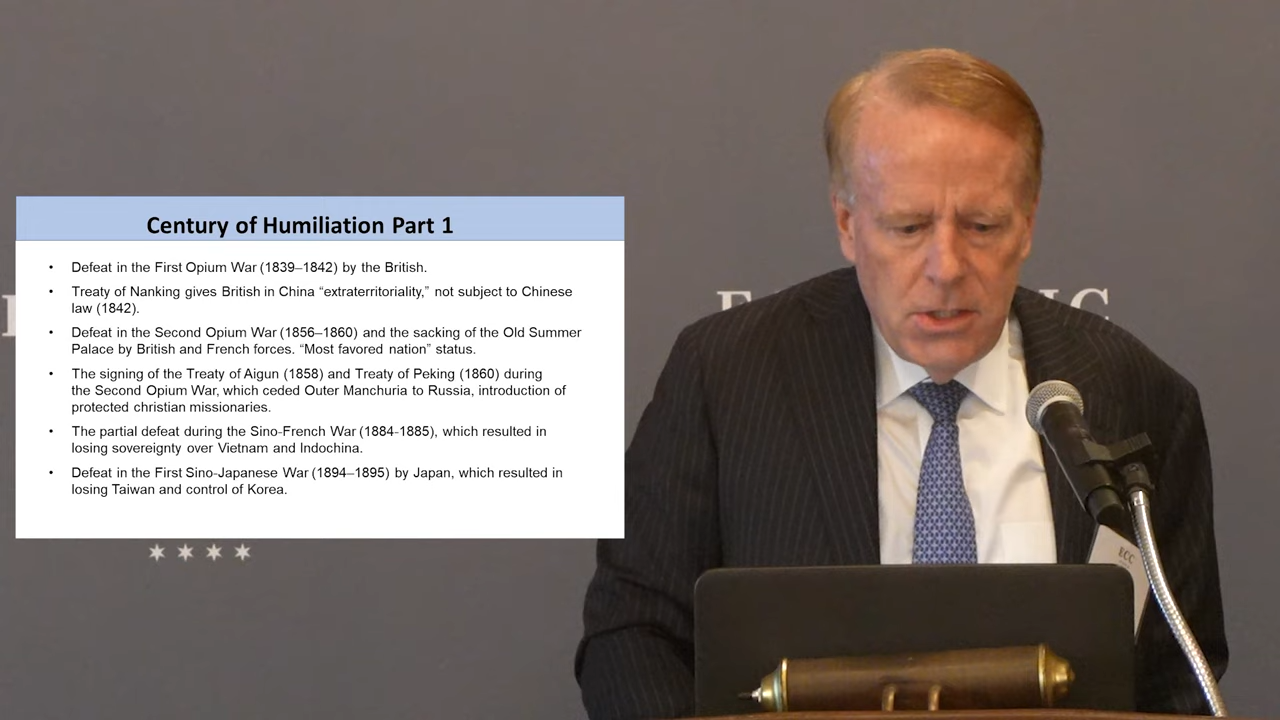 Century of Humiliation Part 1
• Defeat in the First Opium War (1839–1842) by the British.
• Treaty of Nanking gives British in China “extraterritoriality,” not subject to Chinese
law (1842).
• Defeat in the Second Opium War (1856–1860) and the sacking of the Old Summer
Palace by British and French forces. “Most favored nation” status.
• The signing of the Treaty of Aigun (1858) and Treaty of Peking (1860) during
the Second Opium War, which ceded Outer Manchuria to Russia, introduction of
protected christian missionaries.
• The partial defeat during the Sino-French War (1884-1885), which resulted in
losing sovereignty over Vietnam and Indochina.
• Defeat in the First Sino-Japanese War (1894–1895) by Japan, which resulted in
losing Taiwan and control of Korea.
ECC